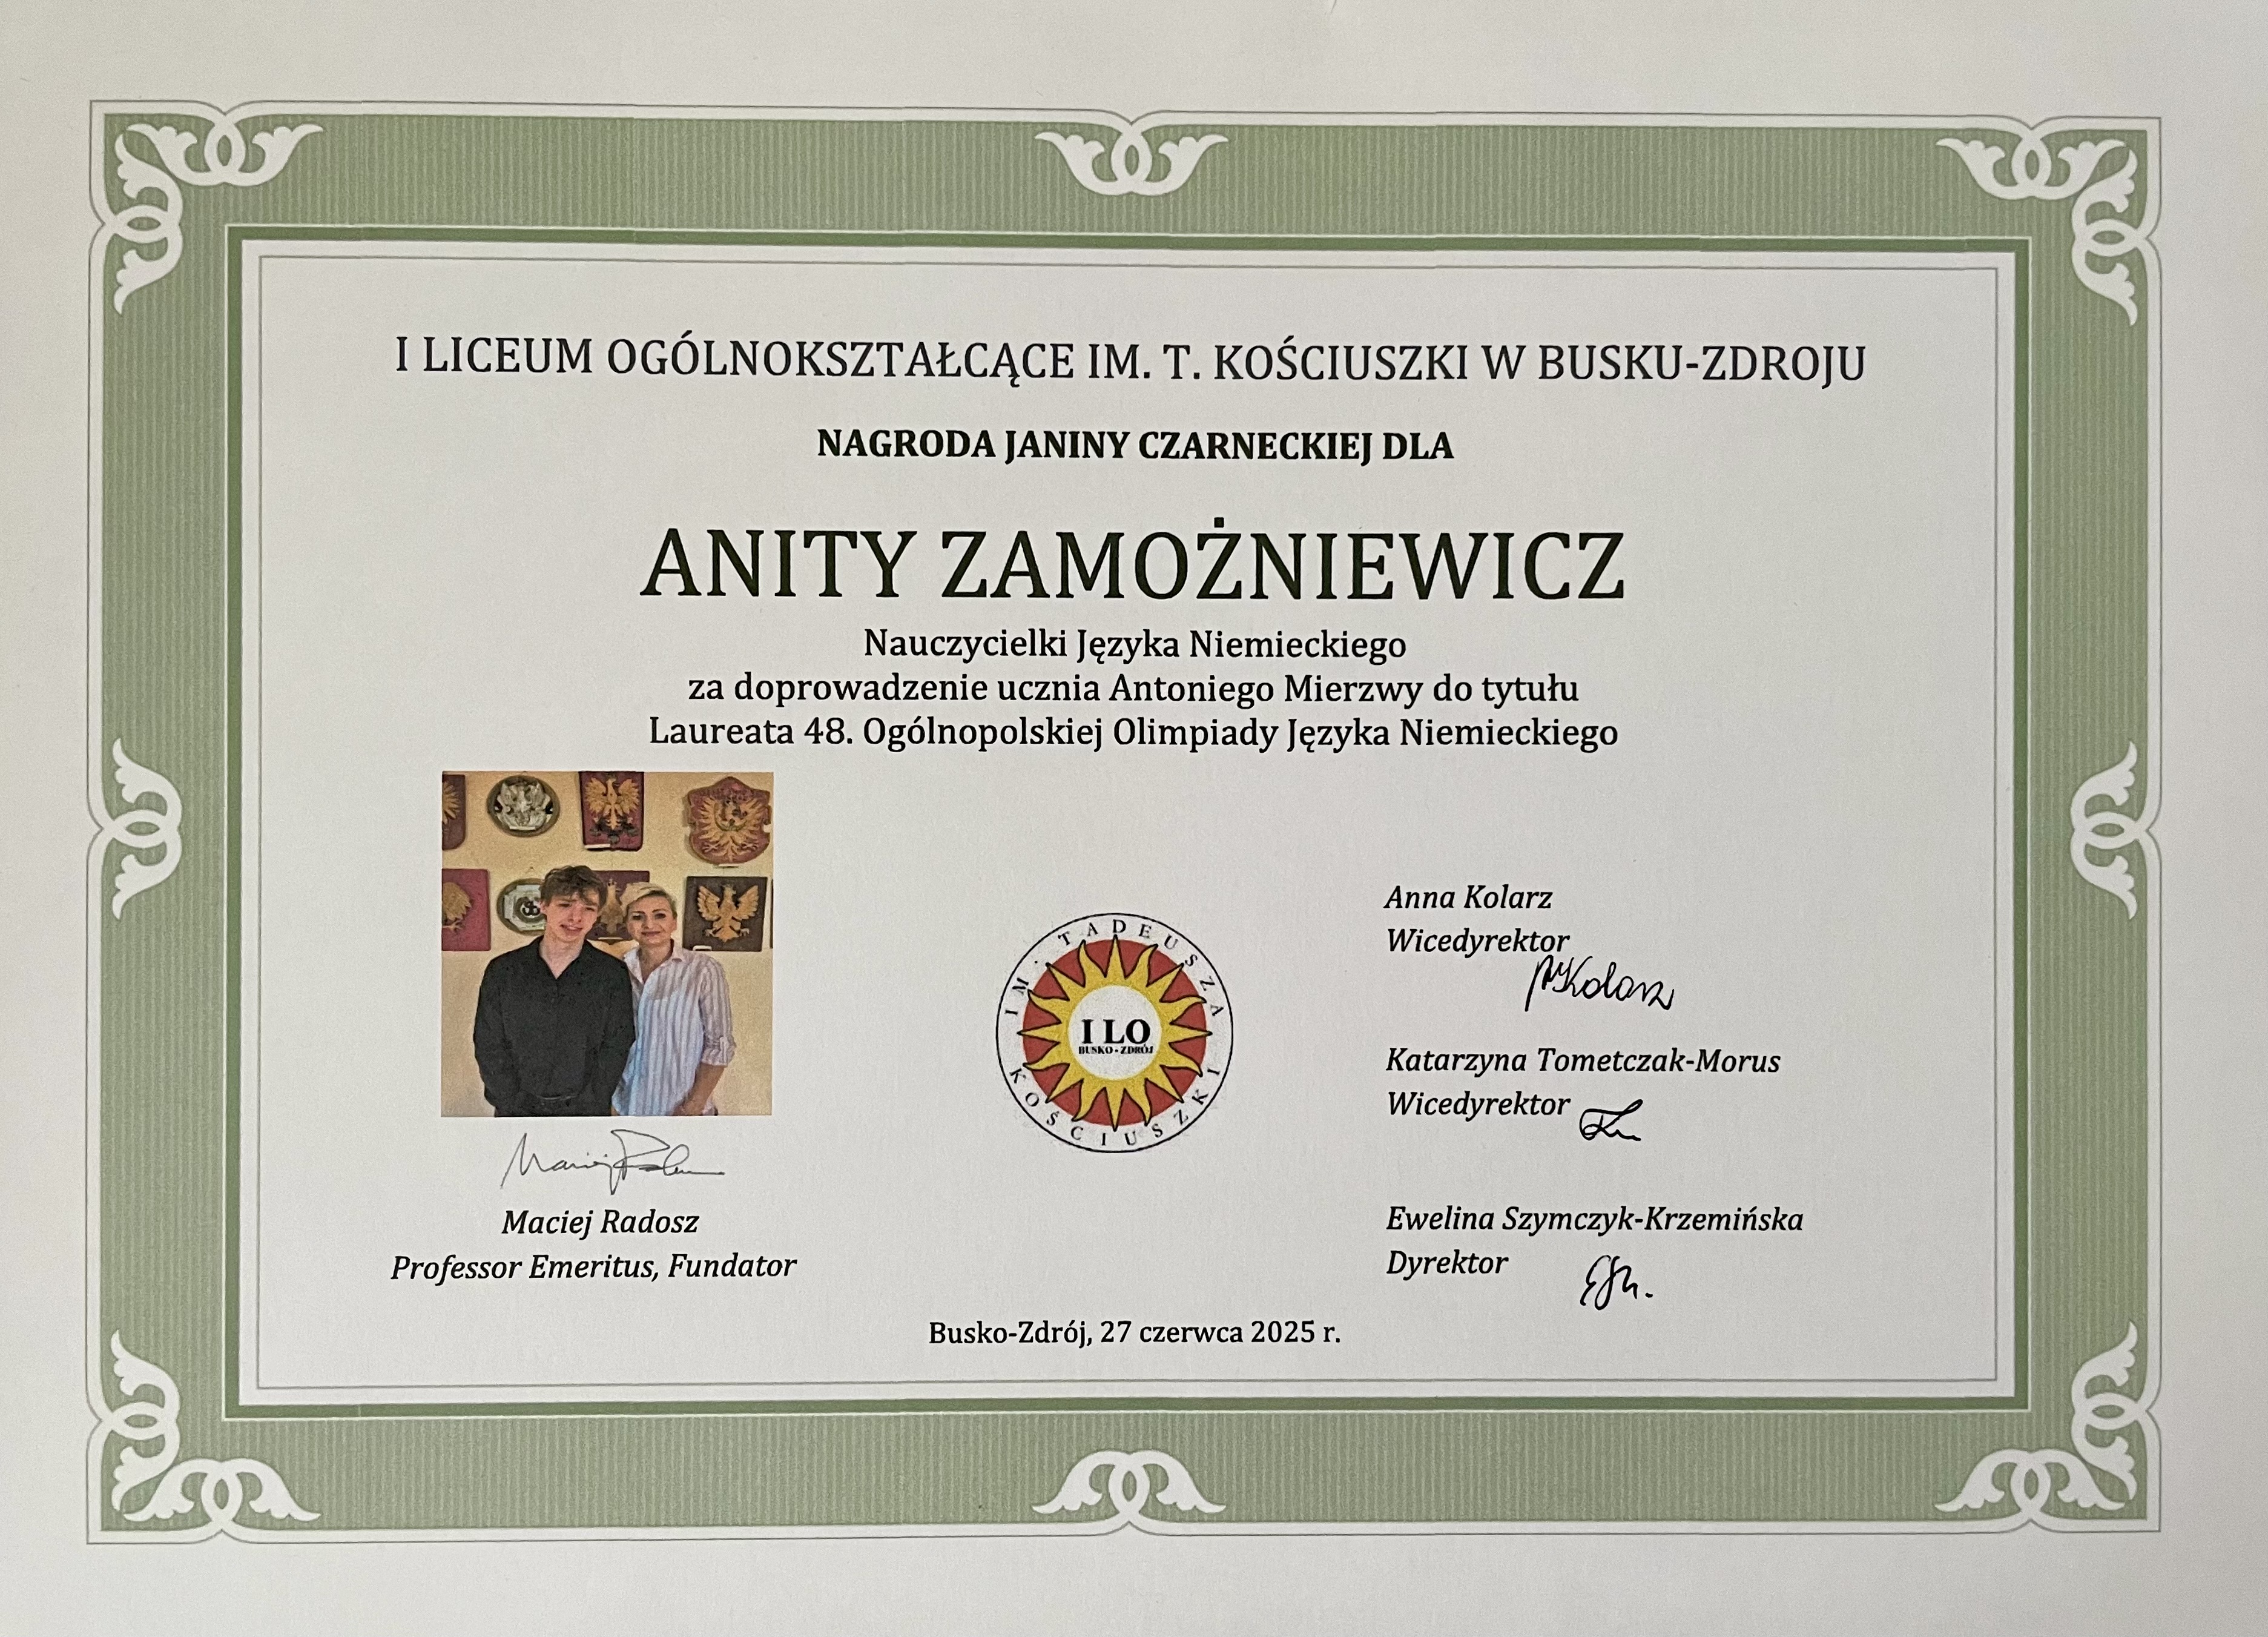 I LICEUM OGÓLNOKSZTAŁCĄCE IM. T. KOŚCIUSZKI W BUSKU-ZDROJU
NAGRODA JANINY CZARNECKIEJ DLA
ANITY ZAMOŻNIEWICZ
Nauczycielki Języka Niemieckiego
za doprowadzenie ucznia Antoniego Mierzwy do tytułu
Laureata 48. Ogólnopolskiej Olimpiady Języka Niemieckiego
Maciej Radosz
Professor Emeritus, Fundator
IM. TADEUSZA
KOŚCIUSZKI
I LO
BUSKO-ZDRÓJ
Anna Kolarz
Wicedyrektor
Kolarz
Katarzyna Tometczak-Morus
Wicedyrektor
Ewelina Szymczyk-Krzemińska
Dyrektor
Busko-Zdrój, 27 czerwca 2025 r.